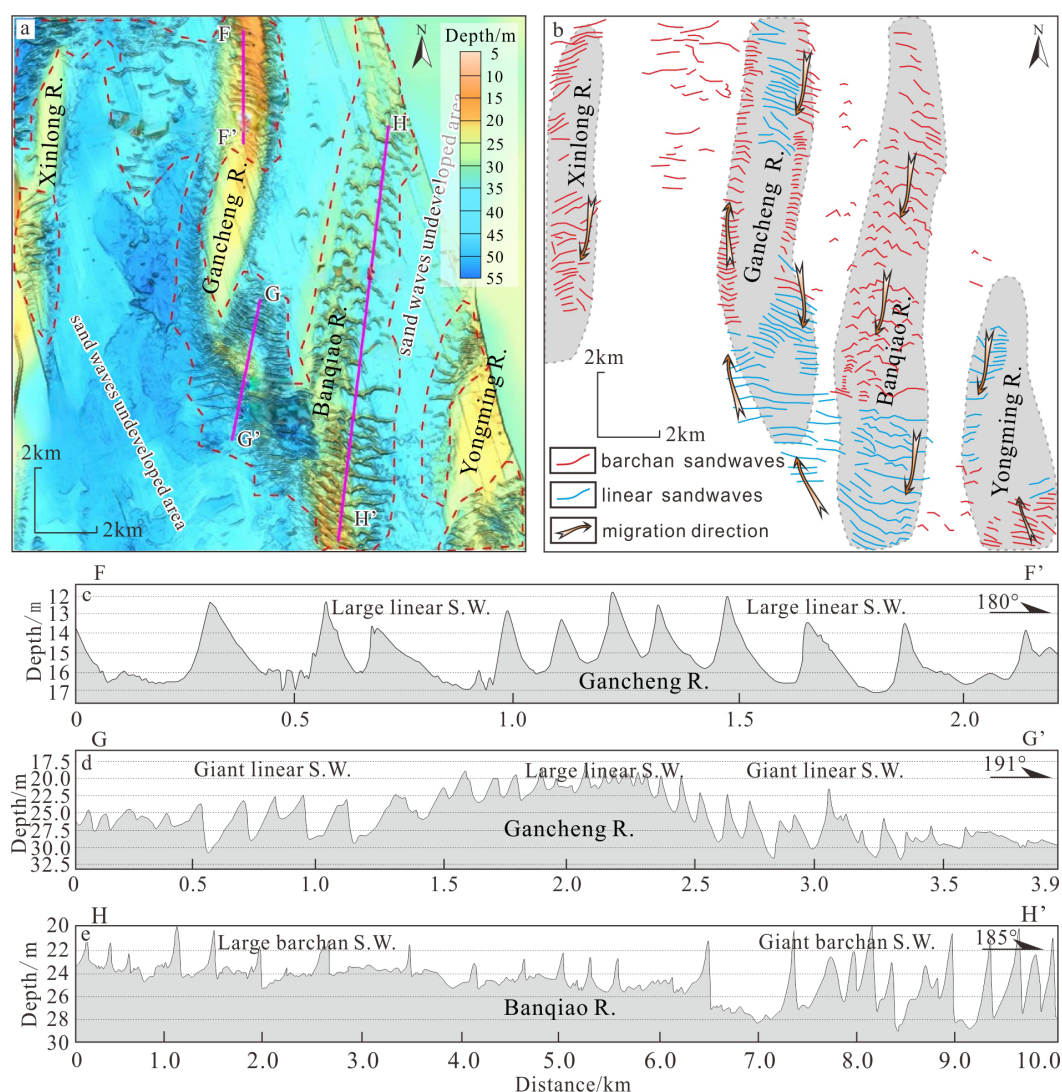 a
Depth/m
N
5
10
15
20
25
30
35
40
45
50
55
F
F'
H
G
G'
H'
Xinlong R.
Gancheng R.
Banqiao R.
Yongming R.
sand waves undeveloped area
sand waves undeveloped area
2km
2km
b
N
Xinlong R.
Gancheng R.
Banqiao R.
Yongming R.
2km
2km
barchan sandwaves
linear sandwaves
migration direction
F F'
c
Large linear S.W. Large linear S.W. 180°
Depth/m
12
13
14
15
16
17
Gancheng R.
0 0.5 1.0 1.5 2.0
G G'
d
Giant linear S.W. Large linear S.W. Giant linear S.W. 191°
Depth/m
17.5
20.0
22.5
25.0
27.5
30.0
32.5
Gancheng R.
0 0.5 1.0 1.5 2.0 2.5 3.0 3.5 3.9
H H'
e
Large barchan S.W. Giant barchan S.W. 185°
Depth/m
20
22
24
26
28
30
Banqiao R.
0 1.0 2.0 3.0 4.0 5.0 6.0 7.0 8.0 9.0 10.0
Distance/km